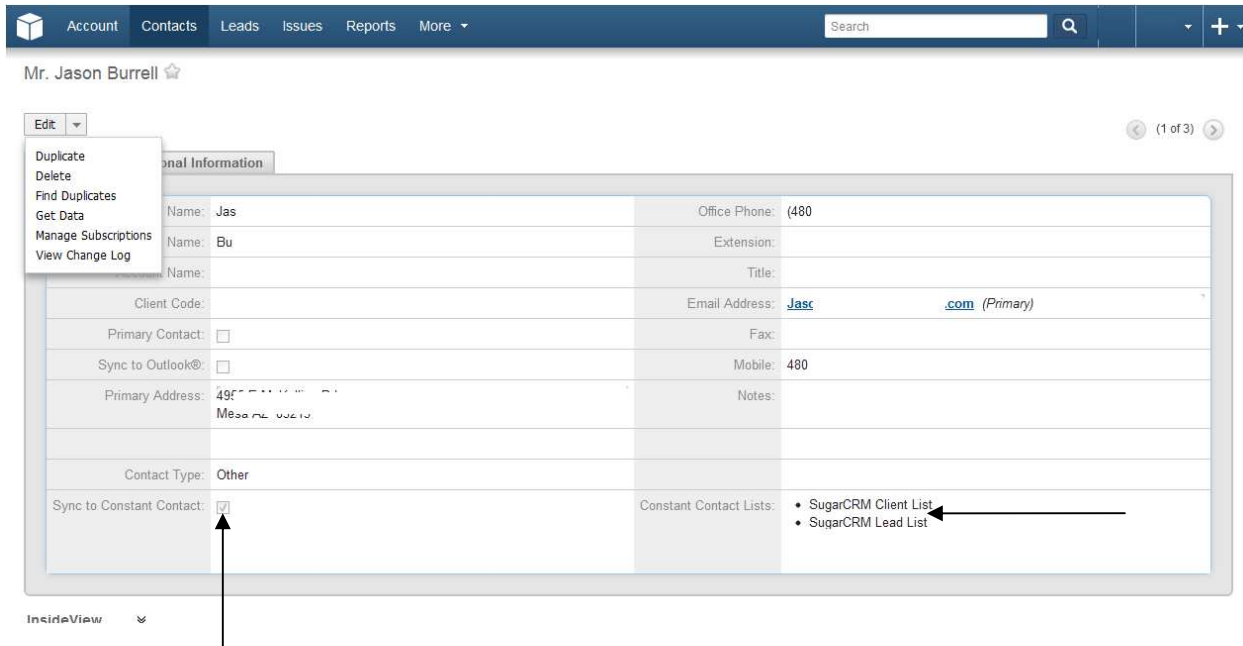 Account Contacts Leads Issues Reports More Search
Mr. Jason Burrell
Edit (1 of 3)
Duplicate
Delete
Find Duplicates
Get Data
Manage Subscriptions
View Change Log
onal Information
Name: Jas Office Phone: (480
Name: Bu Extension:
Name: Title:
Client Code: Email Address: Jasc .com (Primary)
Primary Contact: Fax:
Sync to Outlook®: Mobile: 480
Primary Address: Notes:
Mesa AZ
Contact Type: Other
Sync to Constant Contact: Constant Contact Lists: • SugarCRM Client List
• SugarCRM Lead List
InsideView